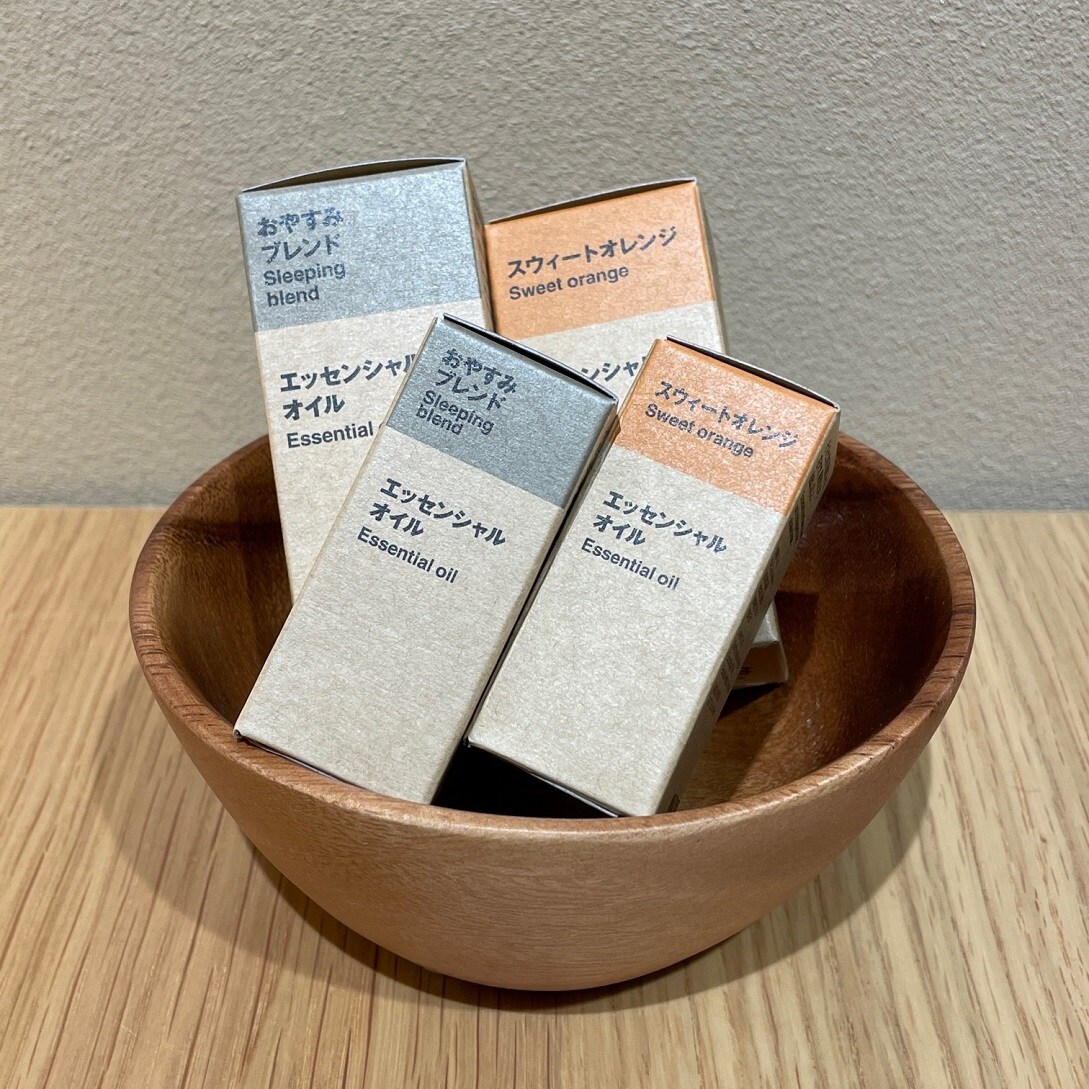 おやすみ
ブレンド
Sleeping
blend
エッセンシャル
オイル
Essential
スウィートオレンジ
Sweet orange
おやすみ
ブレンド
Sleeping
blend
エッセンシャル
オイル
Essential oil
スウィートオレンジ
Sweet orange
エッセンシャル
オイル
Essential oil